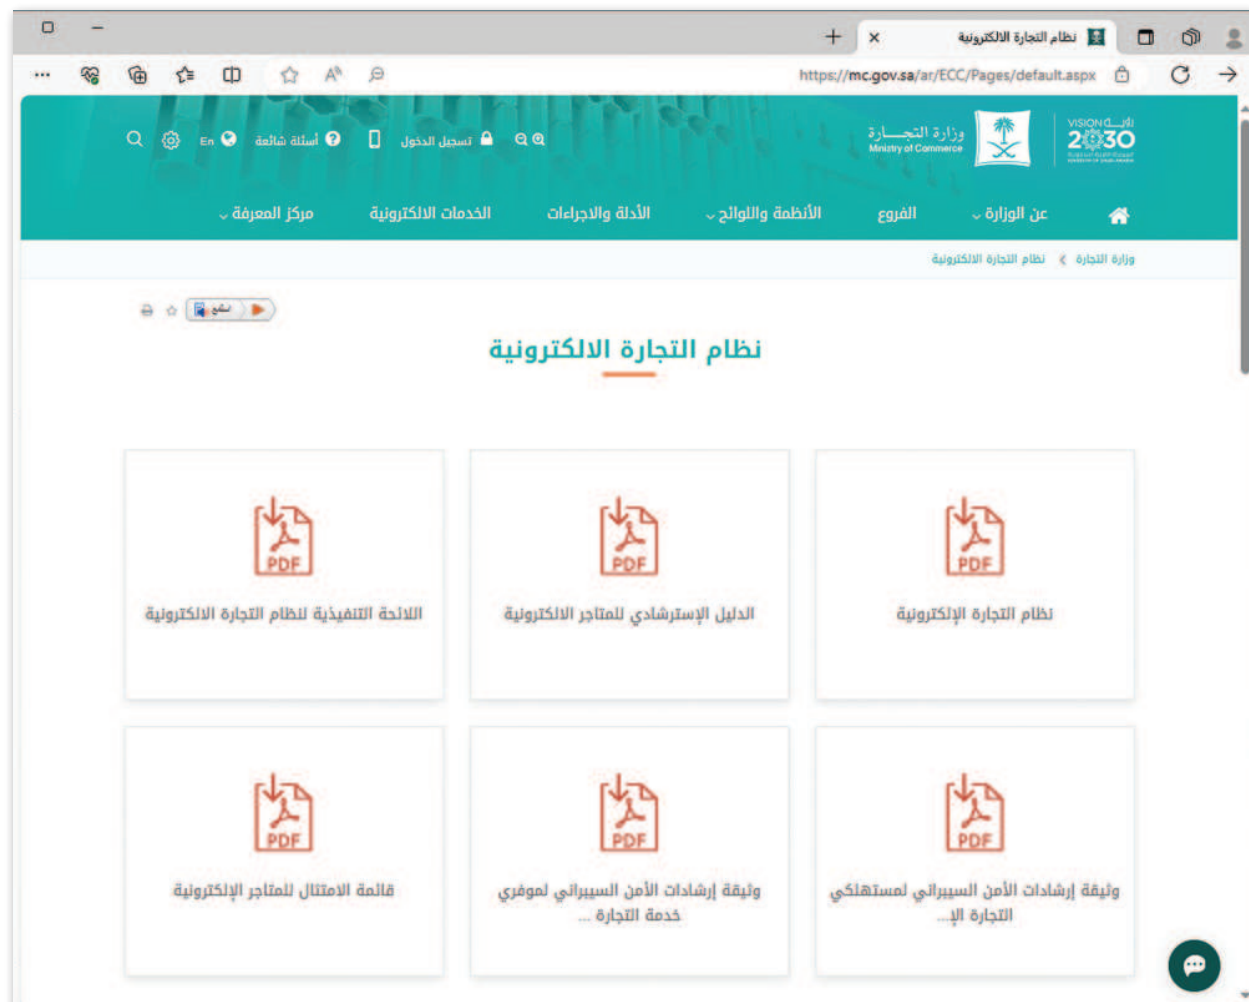 نظام التجارة الالكترونية
https://mc.gov.sa/ar/ECC/Pages/default.aspx
VISION رؤيـــة
2030
وزارة التجـــــارة
Ministry of Commerce
تسجيل الدخول
أسئلة شائعة
En
عن الوزارة
الفروع
الأنظمة واللوائح
الأدلة والاجراءات
الخدمات الالكترونية
مركز المعرفة
وزارة التجارة
نظام التجارة الالكترونية
نظام التجارة الالكترونية
PDF
نظام التجارة الإلكترونية
PDF
الدليل الإسترشادي للمتاجر الالكترونية
PDF
اللائحة التنفيذية لنظام التجارة الالكترونية
PDF
وثيقة إرشادات الأمن السيبراني لمستهلكي
التجارة الإ...
PDF
وثيقة إرشادات الأمن السيبراني لموفري
خدمة التجارة ...
PDF
قائمة الامتثال للمتاجر الإلكترونية